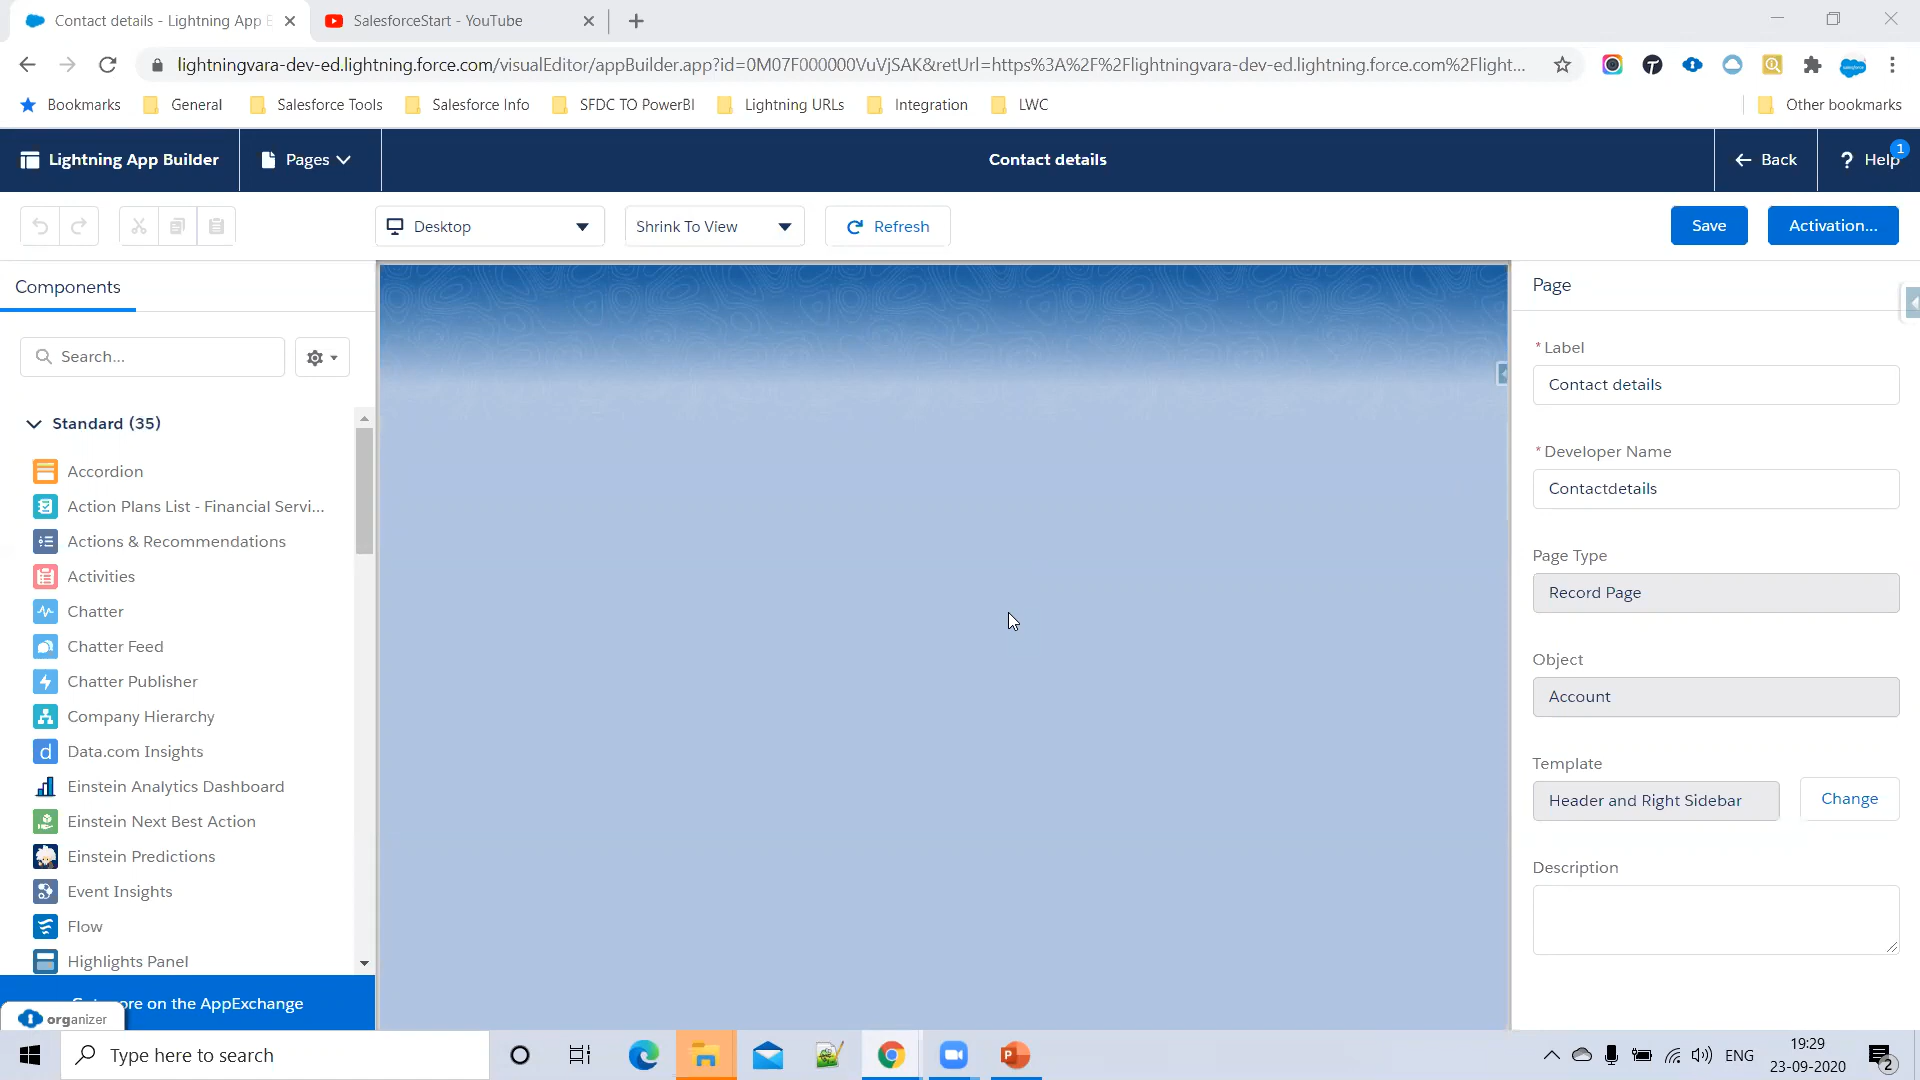 Contact details - Lightning App B
SalesforceStart - YouTube
lightningvara-dev-ed.lightning.force.com/visualEditor/appBuilder.app?id=0M07F000000VuVjSAK&retUrl=https%3A%2F%2Flightningvara-dev-ed.lightning.force.com%2Flight...
Bookmarks General Salesforce Tools Salesforce Info SFDC TO PowerBI Lightning URLs Integration LWC Other bookmarks
Lightning App Builder Pages Contact details Back ? Help 1
Desktop Shrink To View Refresh Save Activation...
Components
Search...
Standard (35)
Accordion
Action Plans List - Financial Servi...
Actions & Recommendations
Activities
Chatter
Chatter Feed
Chatter Publisher
Company Hierarchy
Data.com Insights
Einstein Analytics Dashboard
Einstein Next Best Action
Einstein Predictions
Event Insights
Flow
Highlights Panel
on the AppExchange
organizer
Page
*Label
Contact details
*Developer Name
Contactdetails
Page Type
Record Page
Object
Account
Template
Header and Right Sidebar
Change
Description
Type here to search
ENG
19:29
23-09-2020
2